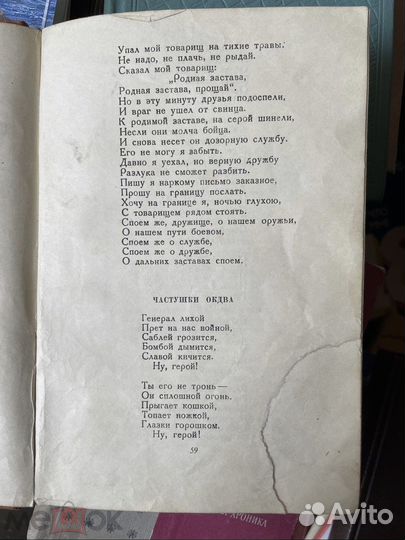 Упал мой товарищ на тихие травы.
Не надо, не плачь, не рыдай.
Сказал мой товарищ:
„Родная застава,
Родная застава, прощай".
Но в эту минуту друзья подоспели,
И враг не ушел от свинца.
К родимой заставе, на серой шинели,
Несли они молча бойца.
И снова несет он дозорную службу.
Его не могу я забыть.
Давно я уехал, но верную дружбу
Разлука не сможет разбить.
Пишу я наркому письмо заказное,
Прошу на границу послать.
Хочу на границе я, ночью глухою,
С товарищем рядом стоять.
Споем же, дружище, о нашем оружьи,
О нашем пути боевом,
Споем же о службе,
Споем же о дружбе,
О дальних заставах споем.
ЧАСТУШКИ ОКДВА
Генерал лихой
Прет на нас войной,
Саблей грозится,
Бомбой дымится,
Славой кичится.
Ну, герой!
Ты его не тронь—
Он сплошной огонь.
Прыгает кошкой,
Топает ножкой,
Глазки горошком.
Ну, герой!
59
ХРОНИКА
Avito